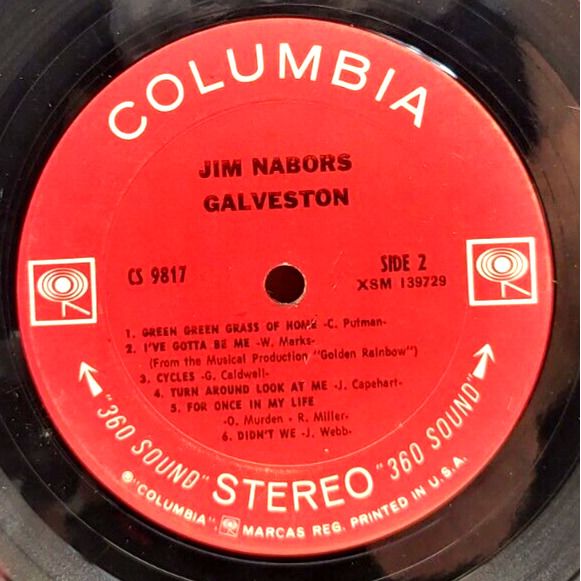 COLUMBIA
JIM NABORS
GALVESTON
CS 9817
SIDE 2
XSM 139729
1. GREEN GREEN GRASS OF HOME -C. Putman-
2. I'VE GOTTA BE ME -W. Marks-
(From the Musical Production "Golden Rainbow")
3. CYCLES -G. Caldwell-
4. TURN AROUND LOOK AT ME -J. Capehart-
5. FOR ONCE IN MY LIFE
-O. Murden - R. Miller-
6. DIDN'T WE -J. Webb-
"360 SOUND" STEREO "360 SOUND"
℗"COLUMBIA", MARCAS REG. PRINTED IN U.S.A.